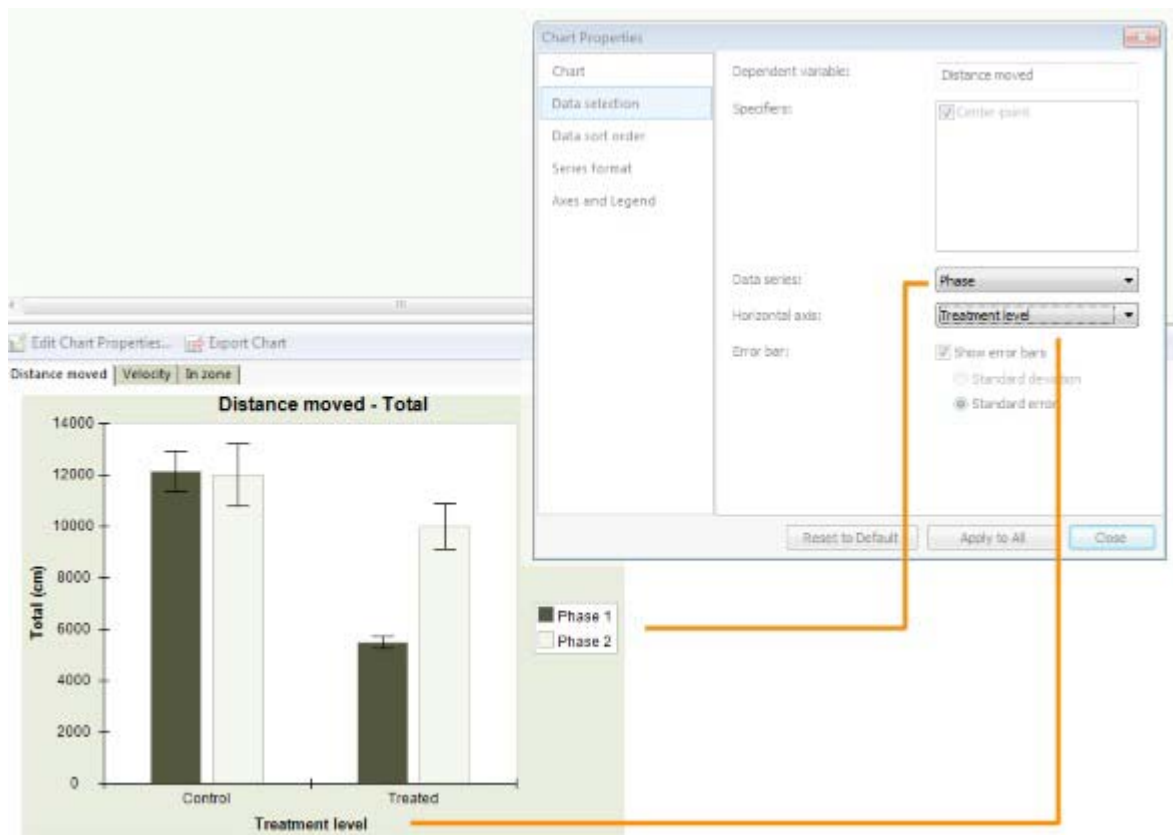 Chart Properties
Chart
Data selection
Data sort order
Series format
Axes and Legend
Dependent variable:
Distance moved
Specifiers:
Center point
Data series:
Phase
Horizontal axis:
Treatment level
Error bar:
Show error bars
Standard deviation
Standard error
Reset to Default
Apply to All
Close
Edit Chart Properties...
Export Chart
Distance moved
Velocity
In zone
Distance moved - Total
Total (cm)
14000
12000
10000
8000
6000
4000
2000
0
Control
Treated
Treatment level
Phase 1
Phase 2